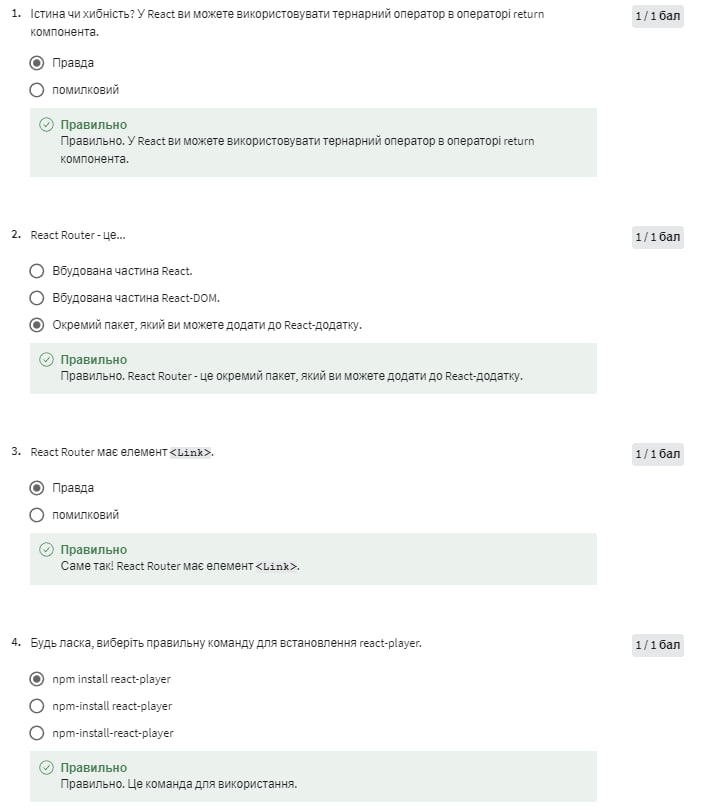 1. Істина чи хибність? У React ви можете використовувати тернарний оператор в операторі return
компонента.
1 / 1 бал
Правда
помилковий
Правильно
Правильно. У React ви можете використовувати тернарний оператор в операторі return
компонента.
2. React Router - це...
1 / 1 бал
Вбудована частина React.
Вбудована частина React-DOM.
Окремий пакет, який ви можете додати до React-додатку.
Правильно
Правильно. React Router - це окремий пакет, який ви можете додати до React-додатку.
3. React Router має елемент <Link>.
1 / 1 бал
Правда
помилковий
Правильно
Саме так! React Router має елемент <Link>.
4. Будь ласка, виберіть правильну команду для встановлення react-player.
1 / 1 бал
npm install react-player
npm-install react-player
npm-install-react-player
Правильно
Правильно. Це команда для використання.